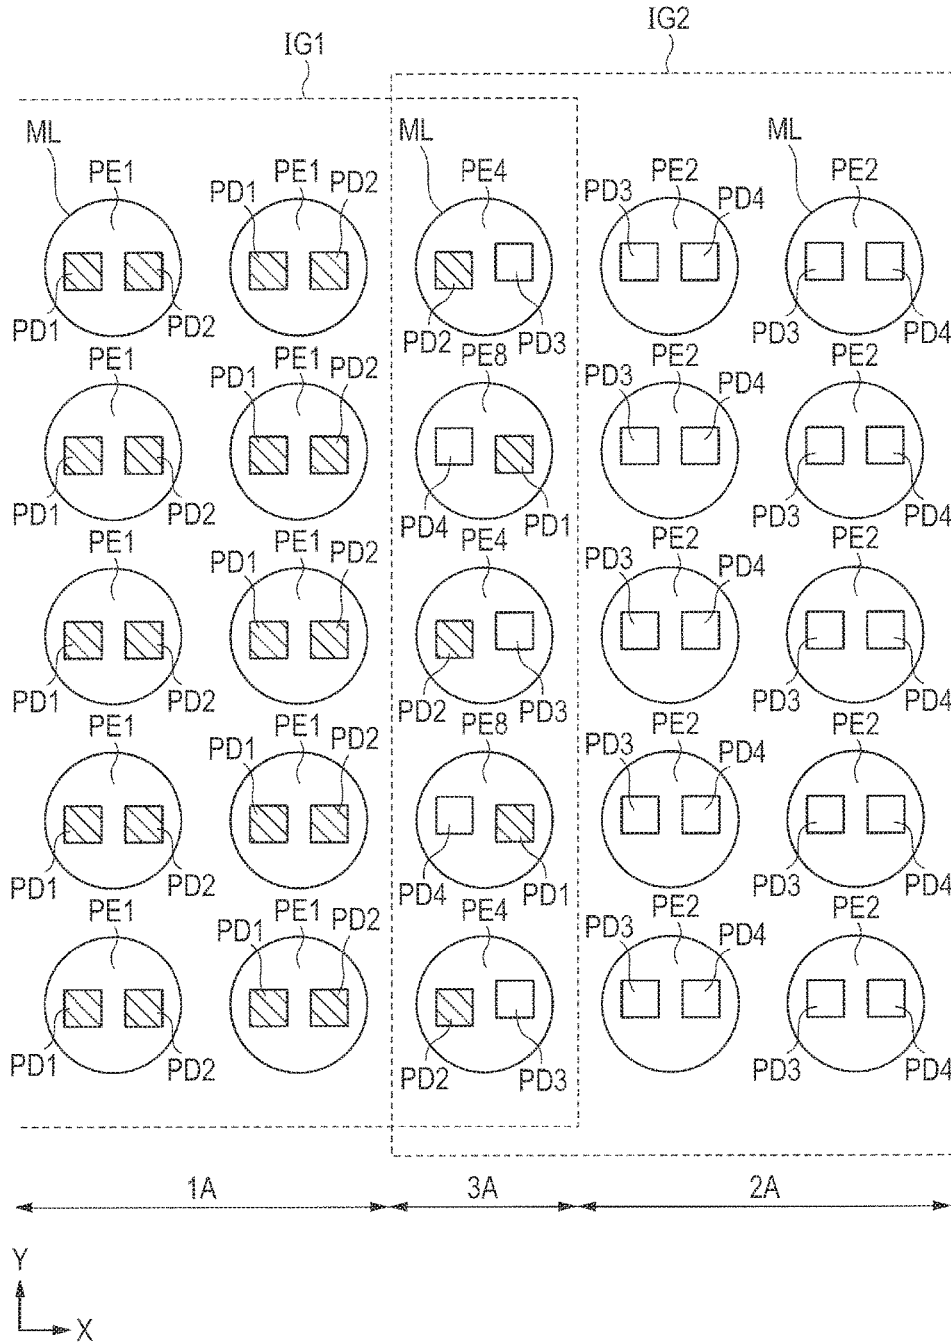 IG1 IG2
ML ML ML
PE1 PE1 PE4 PE2 PE2
PD1 PD2 PD3 PD4
PD1 PD2 PD2 PD3 PD3 PD4
PE1 PE1 PE8 PE2 PE2
PD1 PD2 PD3 PD4
PD1 PD2 PD4 PD1 PD3 PD4
PE1 PE1 PE4 PE2 PE2
PD1 PD2 PD3 PD4
PD1 PD2 PD2 PD3 PD3 PD4
PE1 PE1 PE8 PE2 PE2
PD1 PD2 PD3 PD4
PD1 PD2 PD4 PD1 PD3 PD4
PE1 PE1 PE4 PE2 PE2
PD1 PD2 PD3 PD4
PD1 PD2 PD2 PD3 PD3 PD4
1A 3A 2A
Y
X